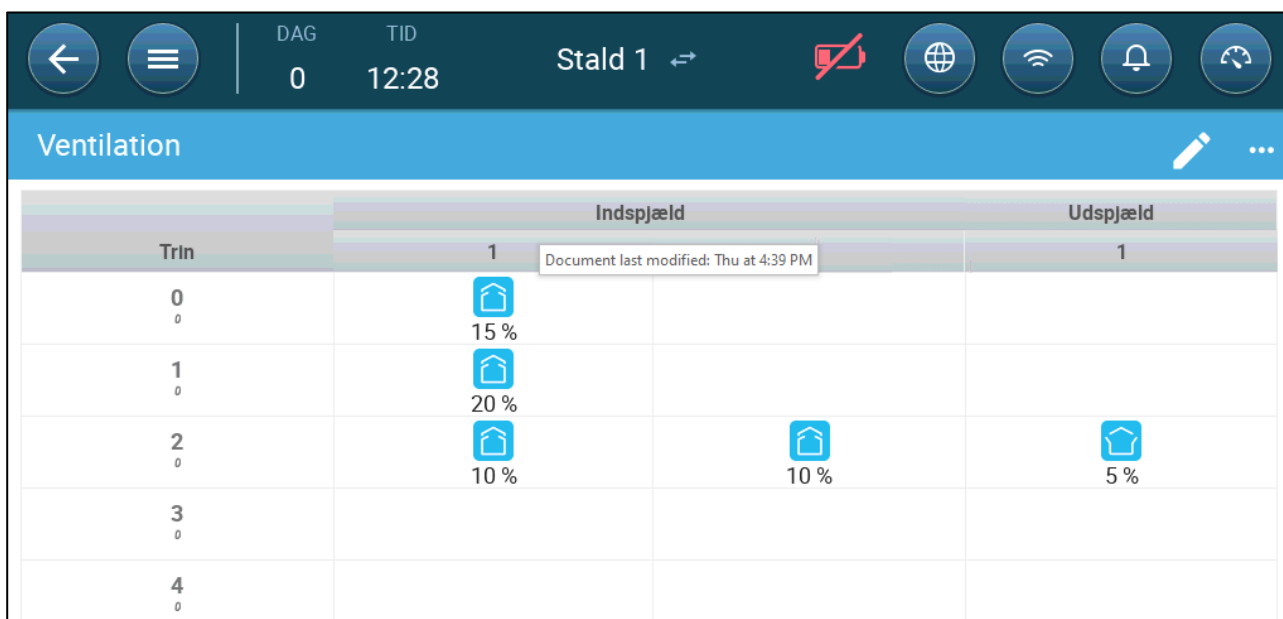 DAG TID
0 12:28 Stald 1
Ventilation
Indspjæld Udspjæld
Trin 1 1
Document last modified: Thu at 4:39 PM
0
0
15 %
1
0
20 %
2
0
10 % 10 % 5 %
3
0
4
0